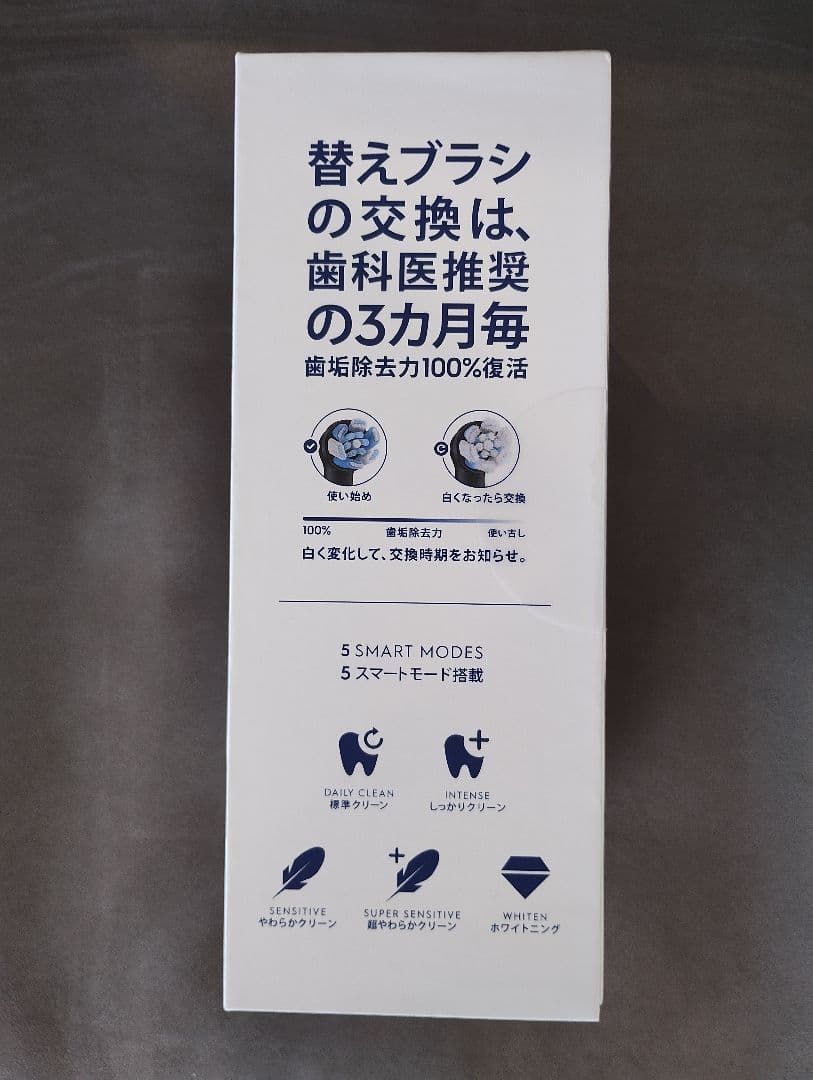 替えブラシ
の交換は、
歯科医推奨
の3カ月毎
歯垢除去力100%復活
使い始め
白くなったら交換
100%
歯垢除去力
使い古し
白く変化して、交換時期をお知らせ。
5 SMART MODES
5 スマートモード搭載
DAILY CLEAN
標準クリーン
INTENSE
しっかりクリーン
SENSITIVE
やわらかクリーン
SUPER SENSITIVE
超やわらかクリーン
WHITEN
ホワイトニング